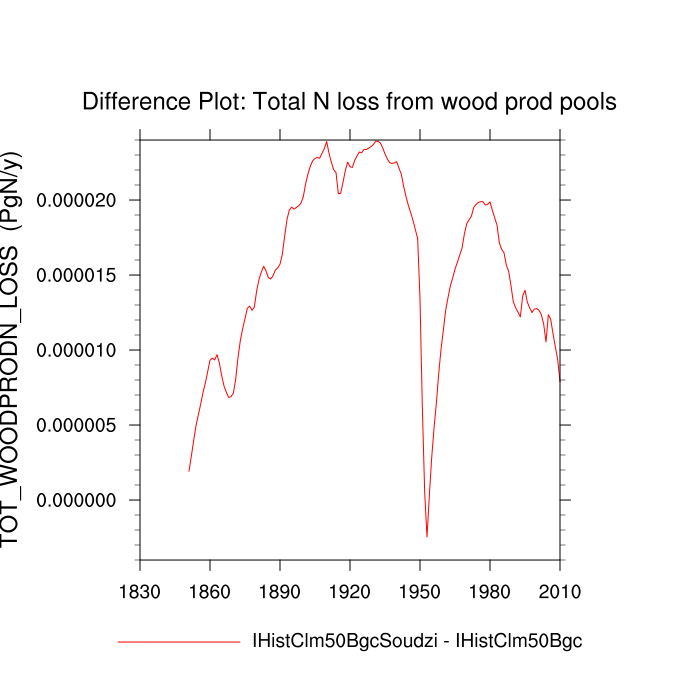 Difference Plot: Total N loss from wood prod pools
TOT_WOODPRODN_LOSS (PgN/y)
0.000020
0.000015
0.000010
0.000005
0.000000
1830 1860 1890 1920 1950 1980 2010
IHistClm50BgcSoudzi - IHistClm50Bgc